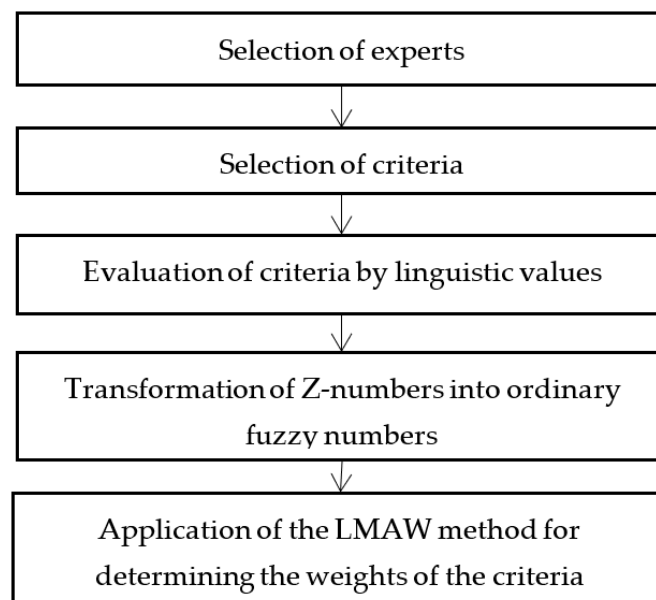 Selection of experts
Selection of criteria
Evaluation of criteria by linguistic values
Transformation of Z-numbers into ordinary
fuzzy numbers
Application of the LMAW method for
determining the weights of the criteria